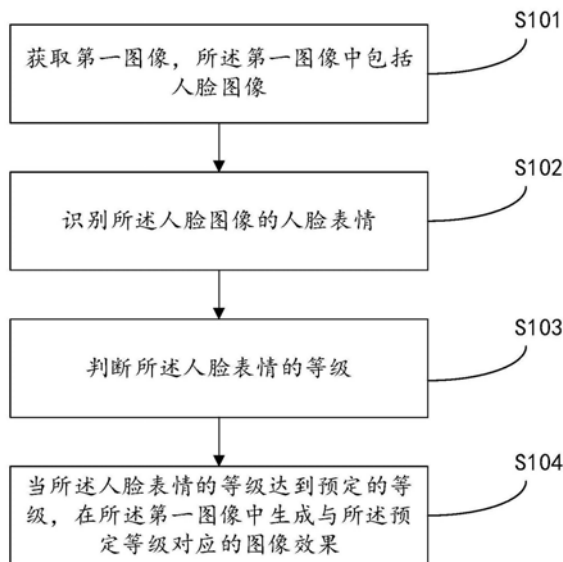 S101
获取第一图像，所述第一图像中包括
人脸图像
S102
识别所述人脸图像的人脸表情
S103
判断所述人脸表情的等级
S104
当所述人脸表情的等级达到预定的等
级，在所述第一图像中生成与所述预
定等级对应的图像效果